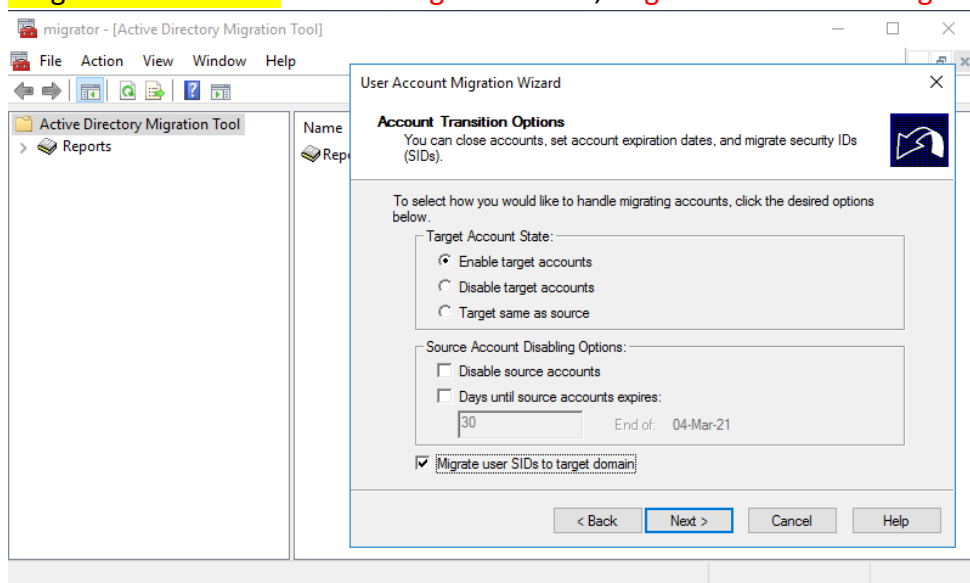 migrator - [Active Directory Migration Tool]
File Action View Window Help
Active Directory Migration Tool
Reports
Name
Repo
User Account Migration Wizard
Account Transition Options
You can close accounts, set account expiration dates, and migrate security IDs
(SIDs).
To select how you would like to handle migrating accounts, click the desired options
below.
Target Account State:
Enable target accounts
Disable target accounts
Target same as source
Source Account Disabling Options:
Disable source accounts
Days until source accounts expires:
30 End of: 04-Mar-21
Migrate user SIDs to target domain
< Back Next > Cancel Help